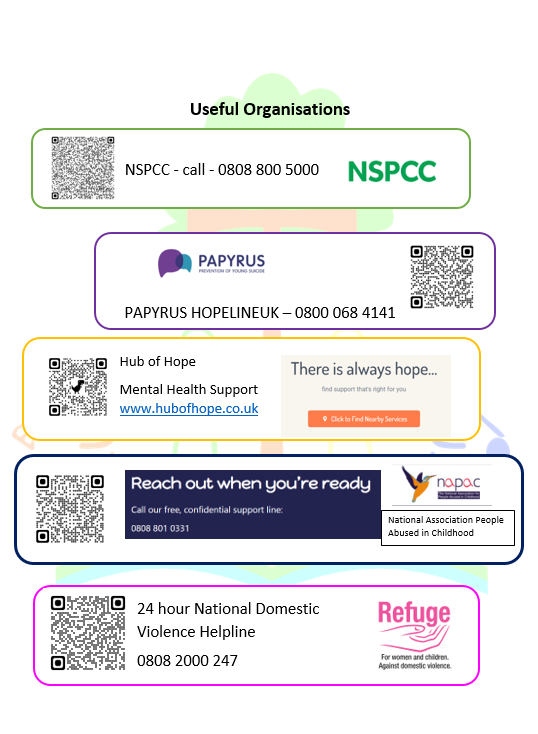 Useful Organisations
NSPCC - call - 0808 800 5000
NSPCC
PAPYRUS
PREVENTION OF YOUNG SUICIDE
PAPYRUS HOPELINEUK – 0800 068 4141
Hub of Hope
Mental Health Support
www.hubofhope.co.uk
There is always hope...
find support that's right for you
Click to Find Nearby Services
Reach out when you're ready
Call our free, confidential support line:
0808 801 0331
napac
The National Association for
People Abused in Childhood
National Association People
Abused in Childhood
24 hour National Domestic
Violence Helpline
0808 2000 247
Refuge
For women and children.
Against domestic violence.